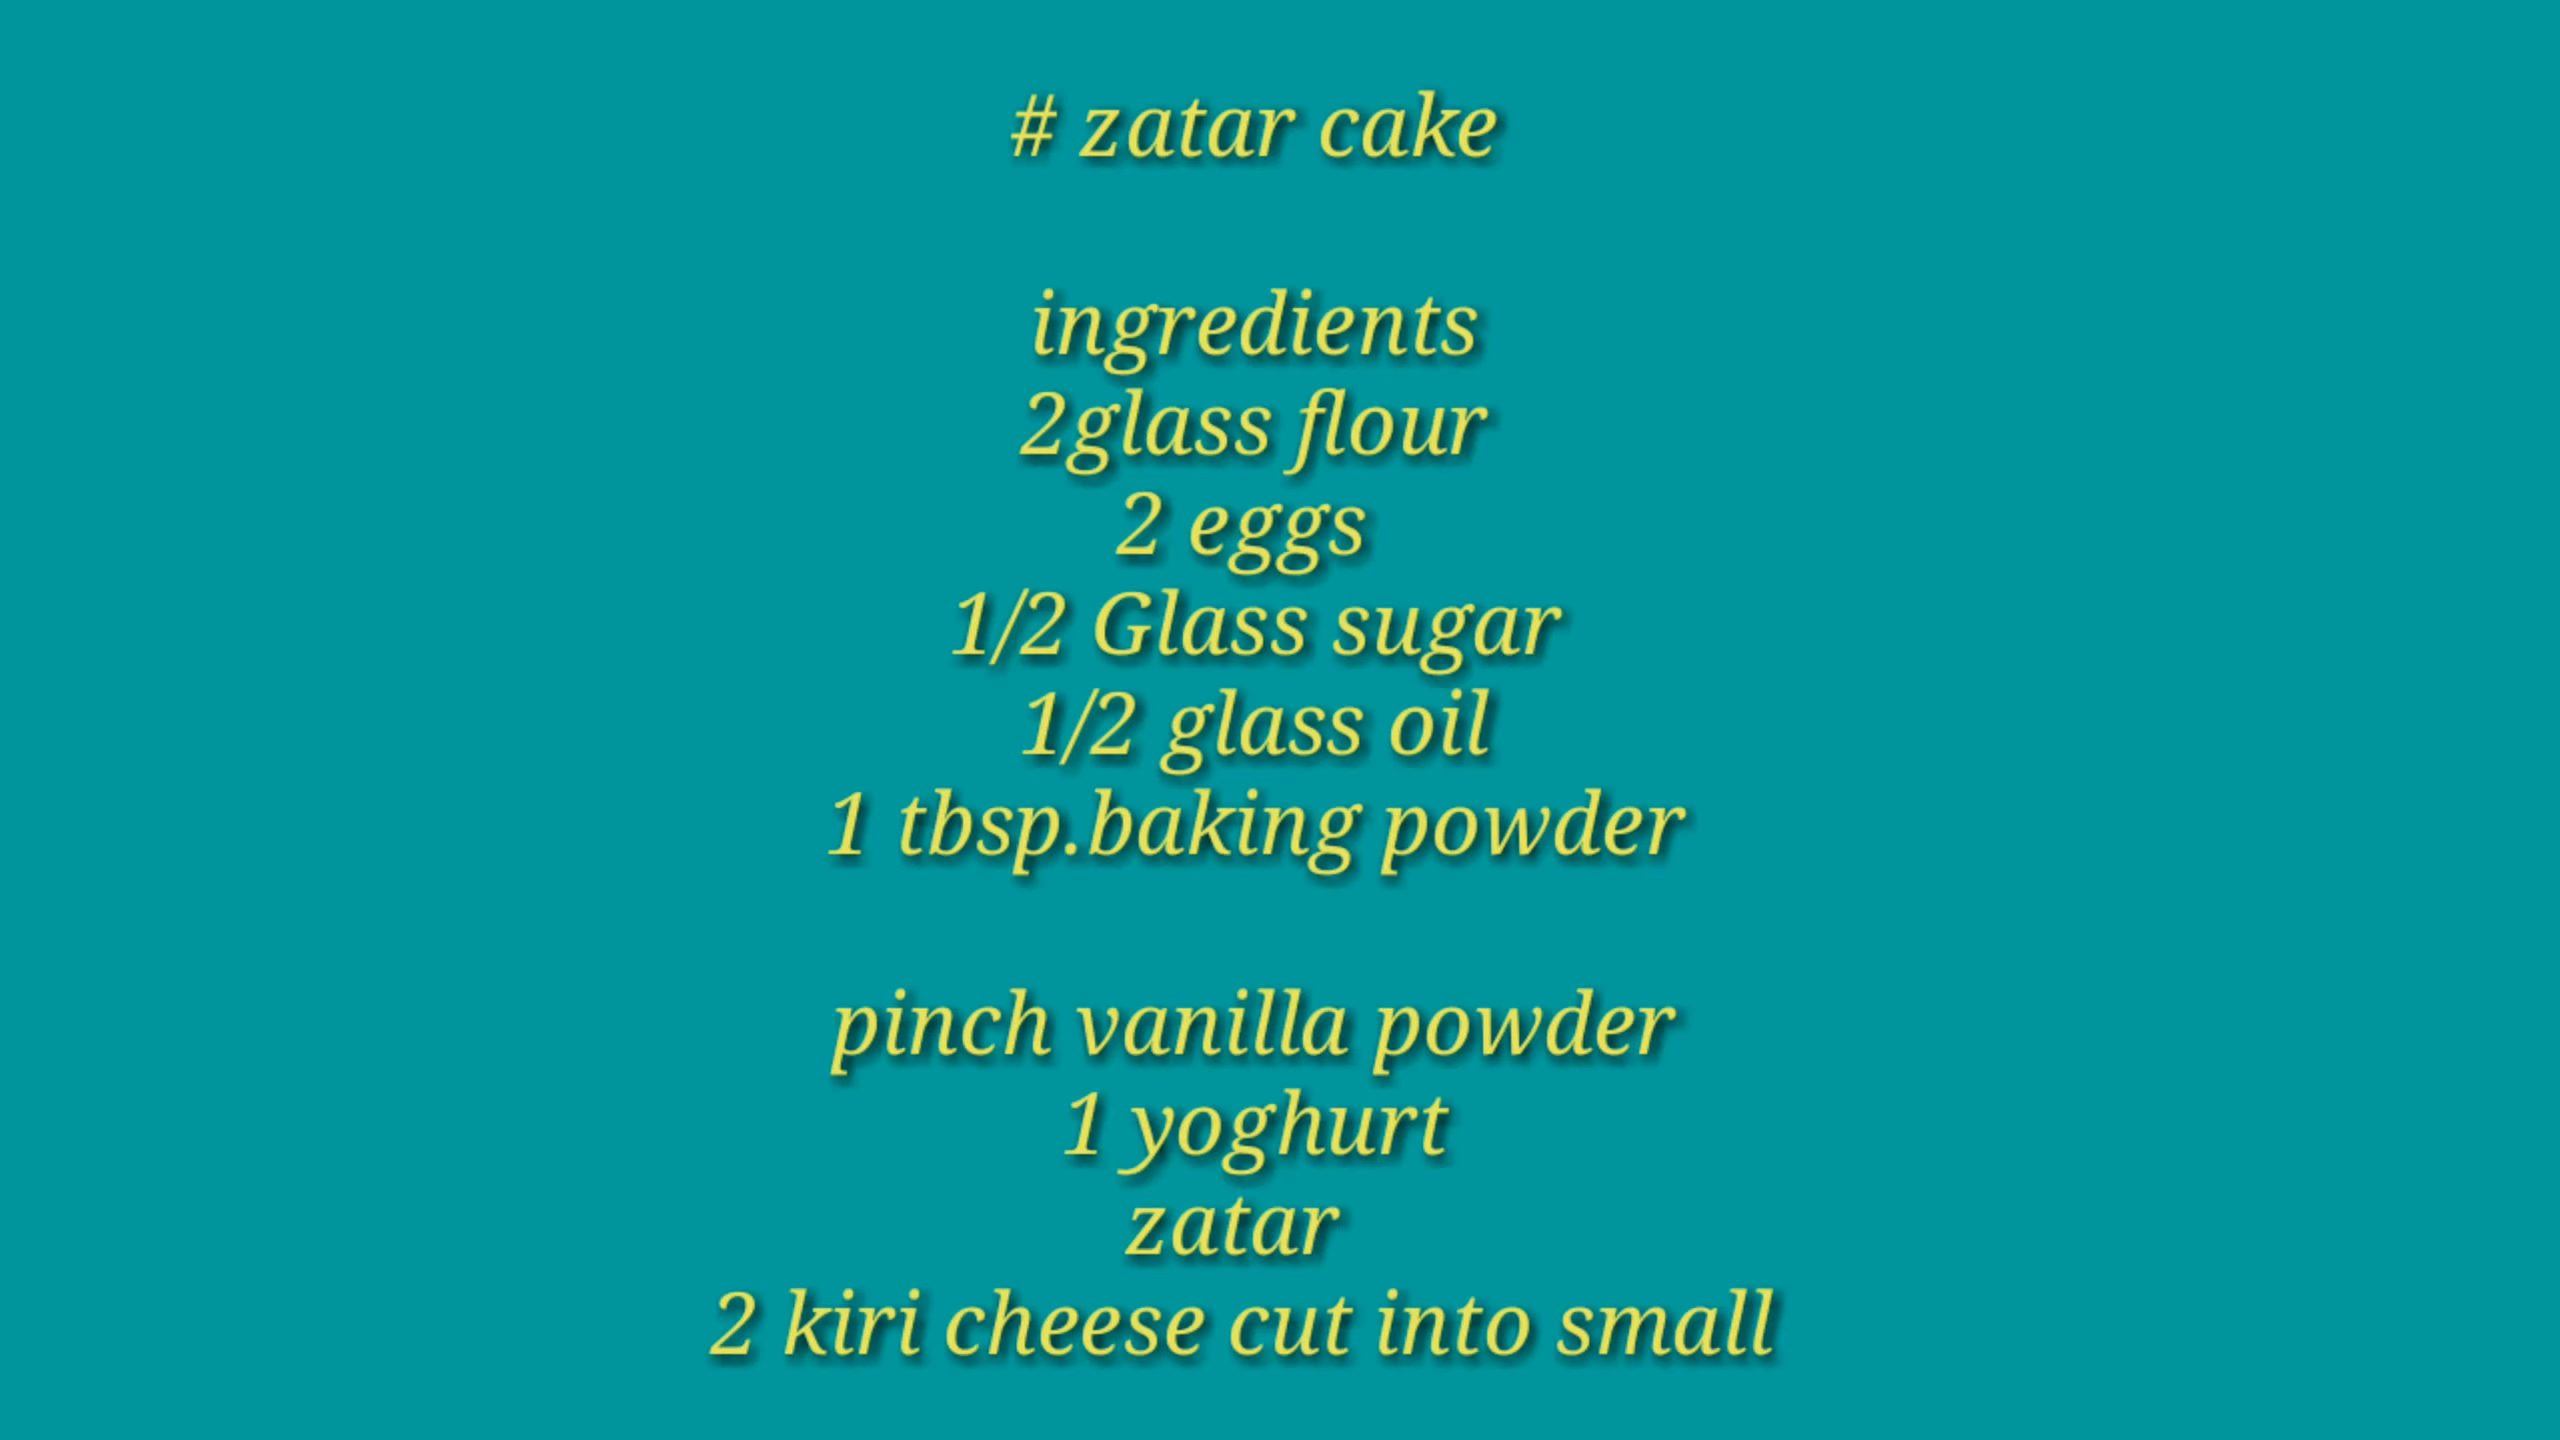 # zatar cake
ingredients
2glass flour
2 eggs
1/2 Glass sugar
1/2 glass oil
1 tbsp.baking powder
pinch vanilla powder
1 yoghurt
zatar
2 kiri cheese cut into small